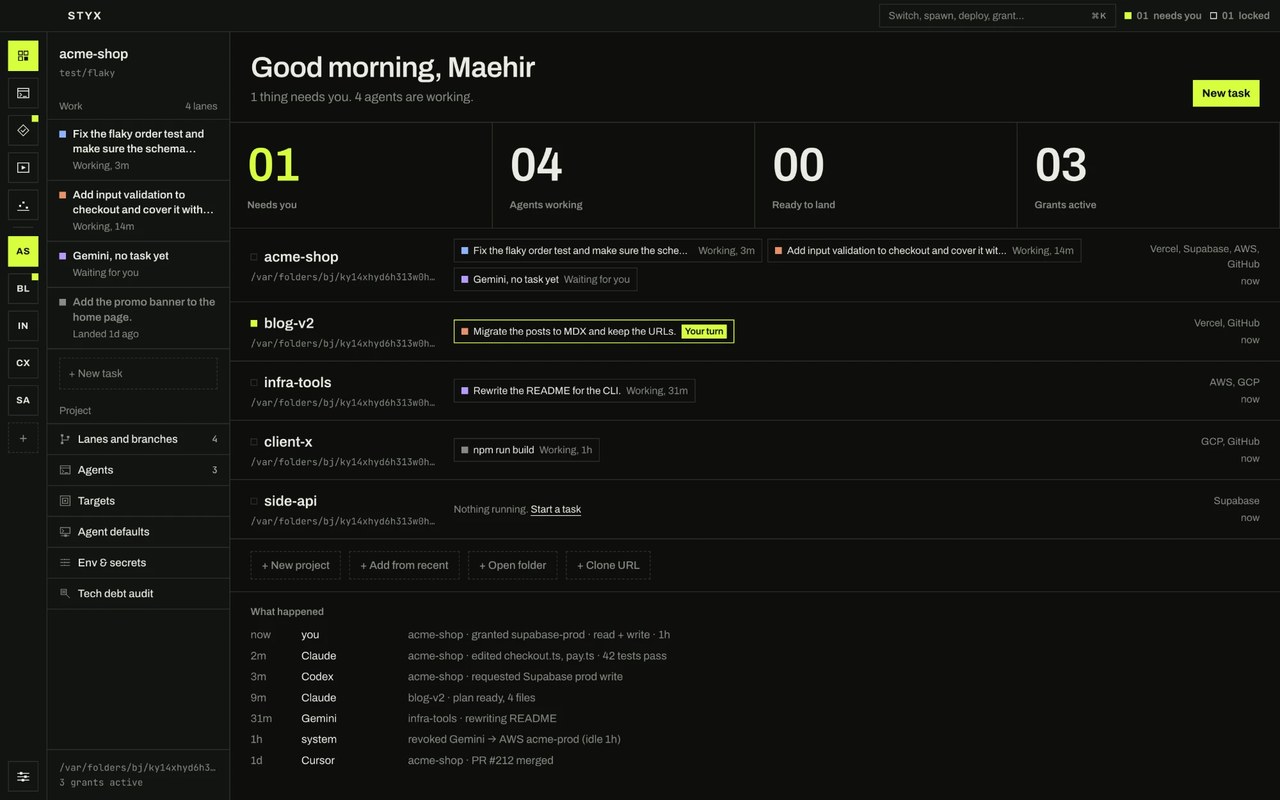 STYX
Switch, spawn, deploy, grant... ⌘K
01 needs you
01 locked
acme-shop
test/flaky
Work 4 lanes
Fix the flaky order test and
make sure the schema...
Working, 3m
Add input validation to
checkout and cover it with...
Working, 14m
Gemini, no task yet
Waiting for you
Add the promo banner to the
home page.
Landed 1d ago
+ New task
Project
Lanes and branches 4
Agents 3
Targets
Agent defaults
Env & secrets
Tech debt audit
/var/folders/bj/ky14xhyd6h3…
3 grants active
AS
BL
IN
CX
SA
+
Good morning, Maehir
1 thing needs you. 4 agents are working.
New task
01
Needs you
04
Agents working
00
Ready to land
03
Grants active
acme-shop
/var/folders/bj/ky14xhyd6h313w0h…
Fix the flaky order test and make sure the sche... Working, 3m
Add input validation to checkout and cover it wit... Working, 14m
Gemini, no task yet Waiting for you
Vercel, Supabase, AWS,
GitHub
now
blog-v2
/var/folders/bj/ky14xhyd6h313w0h…
Migrate the posts to MDX and keep the URLs. Your turn
Vercel, GitHub
now
infra-tools
/var/folders/bj/ky14xhyd6h313w0h…
Rewrite the README for the CLI. Working, 31m
AWS, GCP
now
client-x
/var/folders/bj/ky14xhyd6h313w0h…
npm run build Working, 1h
GCP, GitHub
now
side-api
/var/folders/bj/ky14xhyd6h313w0h…
Nothing running. Start a task
Supabase
now
+ New project
+ Add from recent
+ Open folder
+ Clone URL
What happened
now you acme-shop · granted supabase-prod · read + write · 1h
2m Claude acme-shop · edited checkout.ts, pay.ts · 42 tests pass
3m Codex acme-shop · requested Supabase prod write
9m Claude blog-v2 · plan ready, 4 files
31m Gemini infra-tools · rewriting README
1h system revoked Gemini → AWS acme-prod (idle 1h)
1d Cursor acme-shop · PR #212 merged